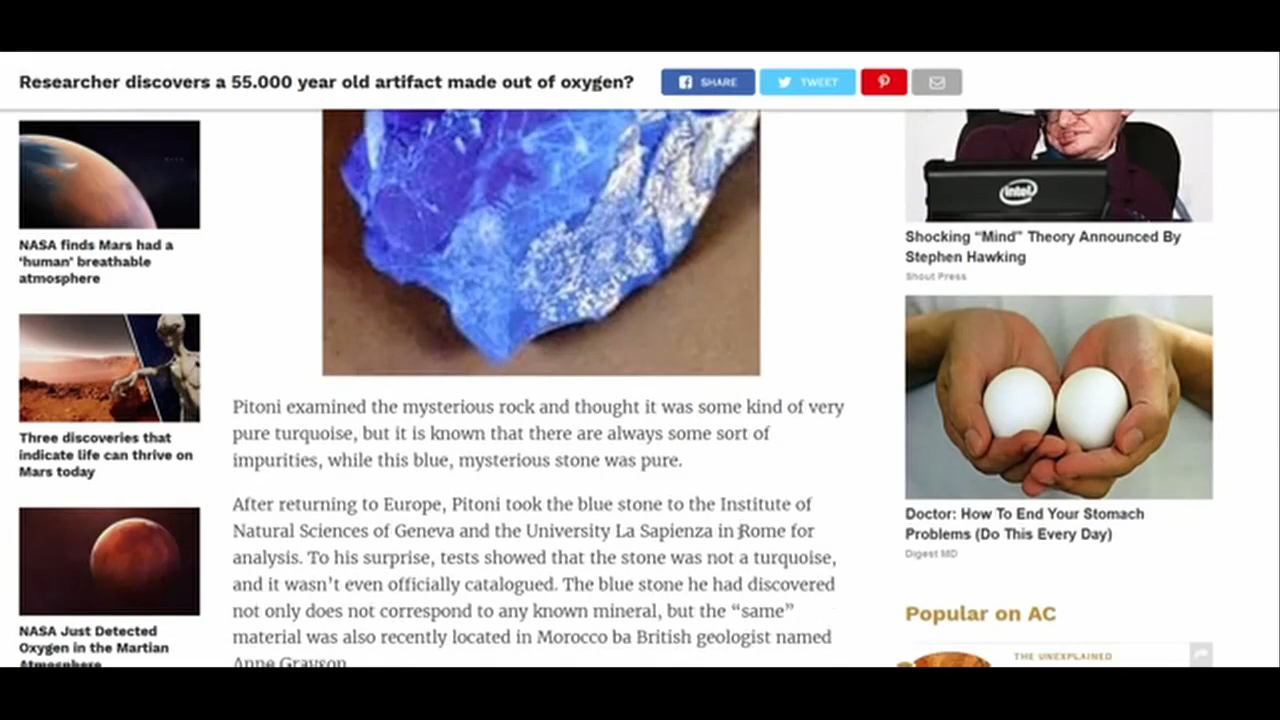 Researcher discovers a 55.000 year old artifact made out of oxygen?
SHARE
TWEET
NASA finds Mars had a
‘human’ breathable
atmosphere
Three discoveries that
indicate life can thrive on
Mars today
NASA Just Detected
Oxygen in the Martian
Atmosphere
Pitoni examined the mysterious rock and thought it was some kind of very
pure turquoise, but it is known that there are always some sort of
impurities, while this blue, mysterious stone was pure.
After returning to Europe, Pitoni took the blue stone to the Institute of
Natural Sciences of Geneva and the University La Sapienza in Rome for
analysis. To his surprise, tests showed that the stone was not a turquoise,
and it wasn’t even officially catalogued. The blue stone he had discovered
not only does not correspond to any known mineral, but the “same”
material was also recently located in Morocco ba British geologist named
Anne Grayson
intel
Shocking “Mind” Theory Announced By
Stephen Hawking
Shout Press
Doctor: How To End Your Stomach
Problems (Do This Every Day)
Digest MD
Popular on AC
THE UNEXPLAINED